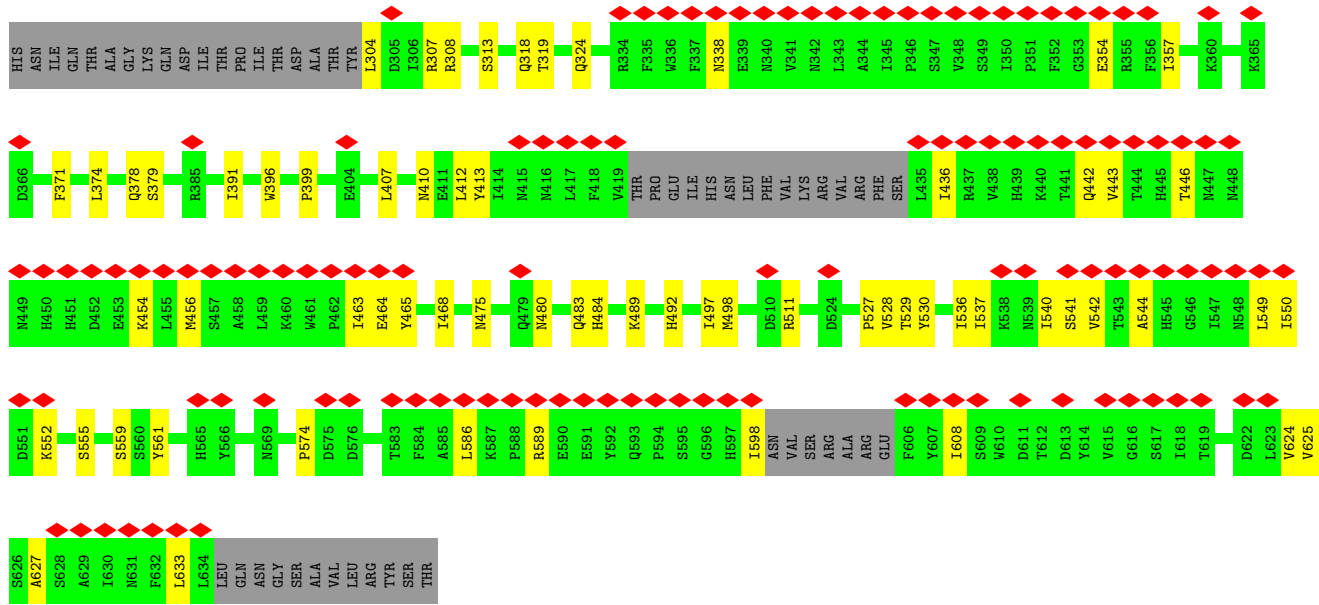 HIS ASN ILE GLN THR ALA GLY LYS GLN ASP ILE THR PRO ILE THR ASP ALA THR TYR L304 D305 I306 R307 R308 S313 Q318 T319 Q324 R334 F335 W336 F337 N338 E339 N340 V341 N342 L343 A344 I345 P346 S347 V348 S349 I350 P351 F352 G353 E354 R355 F356 I357 K360 K365
D366 F371 L374 Q378 S379 R385 I391 W396 P399 E404 L407 N410 E411 L412 Y413 I414 N415 N416 L417 F418 V419 THR PRO GLU ILE HIS ASN LEU PHE VAL LYS ARG VAL ARG PHE SER L435 I436 R437 V438 H439 K440 T441 Q442 V443 T444 H445 T446 N447 N448
N449 H450 H451 D452 E453 K454 L455 M456 S457 A458 L459 K460 W461 P462 I463 E464 Y465 I468 N475 Q479 N480 Q483 H484 K489 H492 I497 M498 D510 R511 D524 P527 V528 T529 Y530 I536 I537 K538 N539 I540 S541 V542 T543 A544 H545 G546 I547 N548 L549 I550
D551 K552 S555 S559 S560 Y561 H565 Y566 N569 P574 D575 D576 T583 F584 A585 L586 K587 P588 R589 E590 E591 Y592 Q593 P594 S595 G596 H597 I598 ASN VAL SER ARG ALA ARG GLU F606 Y607 I608 S609 W610 D611 T612 D613 Y614 V615 G616 S617 I618 T619 D622 L623 V624 V625
S626 A627 S628 A629 I630 N631 F632 L633 L634 LEU GLN ASN GLY SER ALA VAL LEU ARG TYR SER THR